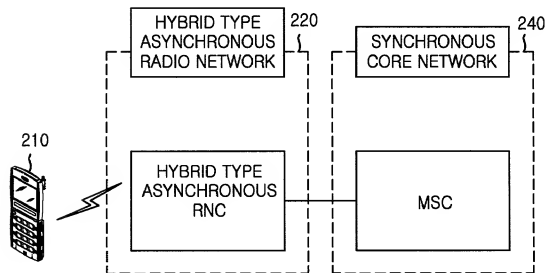 HYBRID TYPE
ASYNCHRONOUS
RADIO NETWORK
220
SYNCHRONOUS
CORE NETWORK
240
210
HYBRID TYPE
ASYNCHRONOUS
RNC
MSC